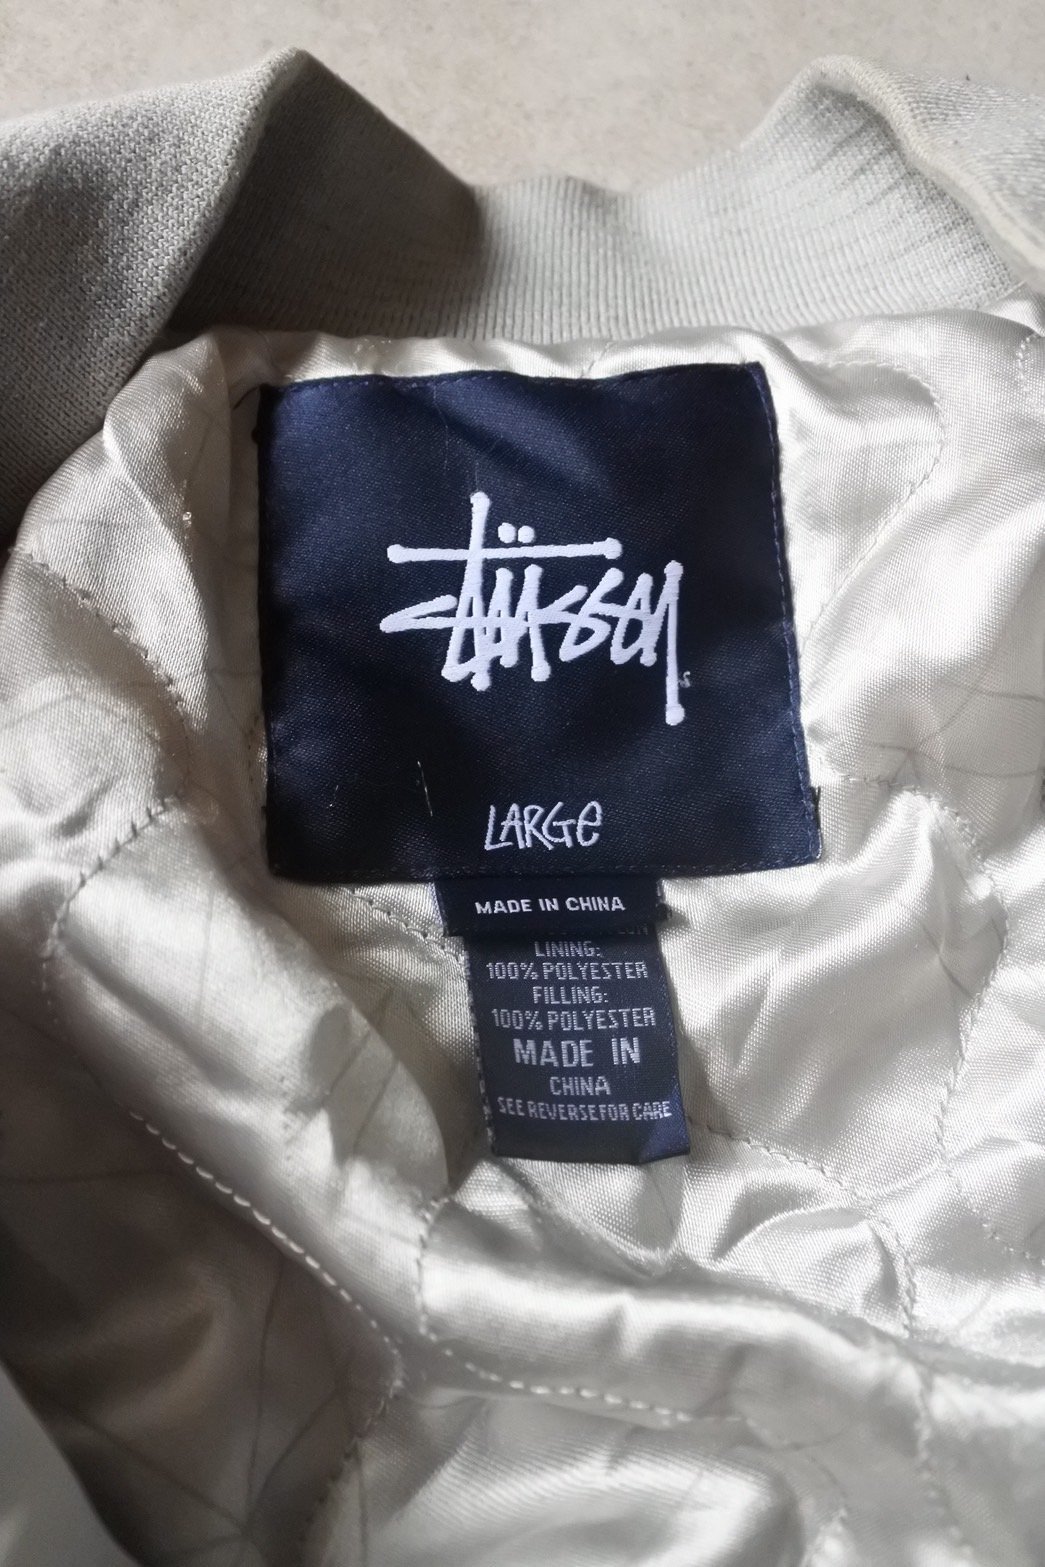 Stüssy
LARGE
MADE IN CHINA
LINING:
100% POLYESTER
FILLING:
100% POLYESTER
MADE IN
CHINA
SEE REVERSE FOR CARE